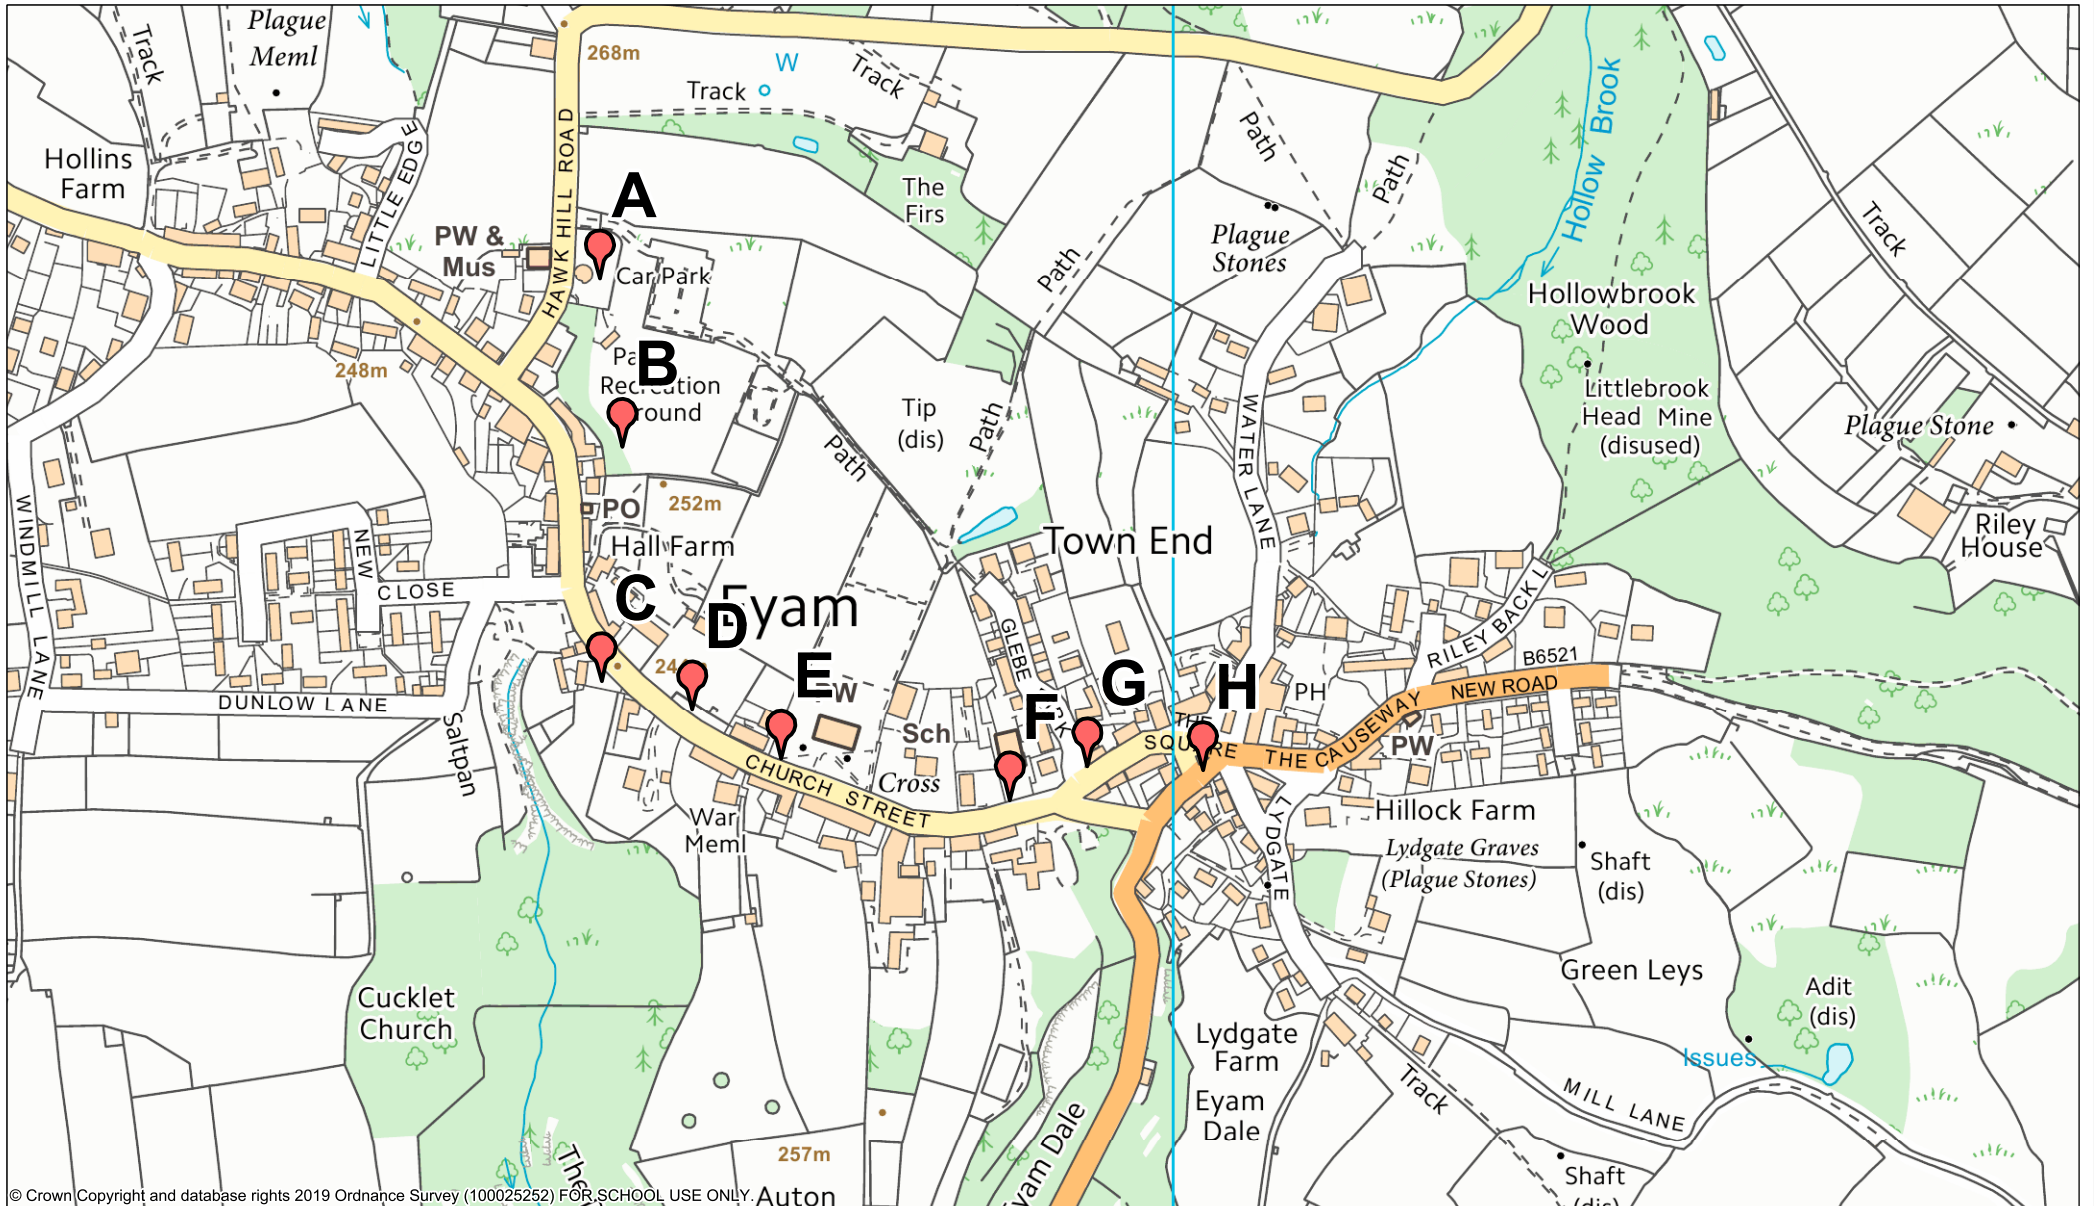 Plague
Meml
Track
268m
W
Track
Track
Hollow Brook
Path
Path
Hollins
Farm
LITTLE EDGE
HAWK HILL ROAD
A
The
Firs
PW &
Mus
Car Park
Plague
Stones
Path
Track
Hollowbrook
Wood
B
Recreation
248m
Littlebrook
Head Mine
(disused)
Tip
(dis)
Path
Path
WATER LANE
Plague Stone
WINDMILL LANE
PO
252m
Hall Farm
Town End
Riley
House
NEW
CLOSE
C
D
Eyam
GLEBE
RILEY BACK L
B6521
NEW ROAD
E
F
G
H
PH
DUNLOW LANE
Saltpan
Sch
THE
SQUARE
THE CAUSEWAY
PW
CHURCH STREET
Cross
War
Meml
LYDGATE
Hillock Farm
Lydgate Graves
(Plague Stones)
Shaft
(dis)
Cucklet
Church
Green Leys
Adit
(dis)
Lydgate
Farm
Issues
Track
MILL LANE
Eyam
Dale
Eyam Dale
257m
The
Shaft
(dis)
© Crown Copyright and database rights 2019 Ordnance Survey (100025252) FOR SCHOOL USE ONLY.
Auton